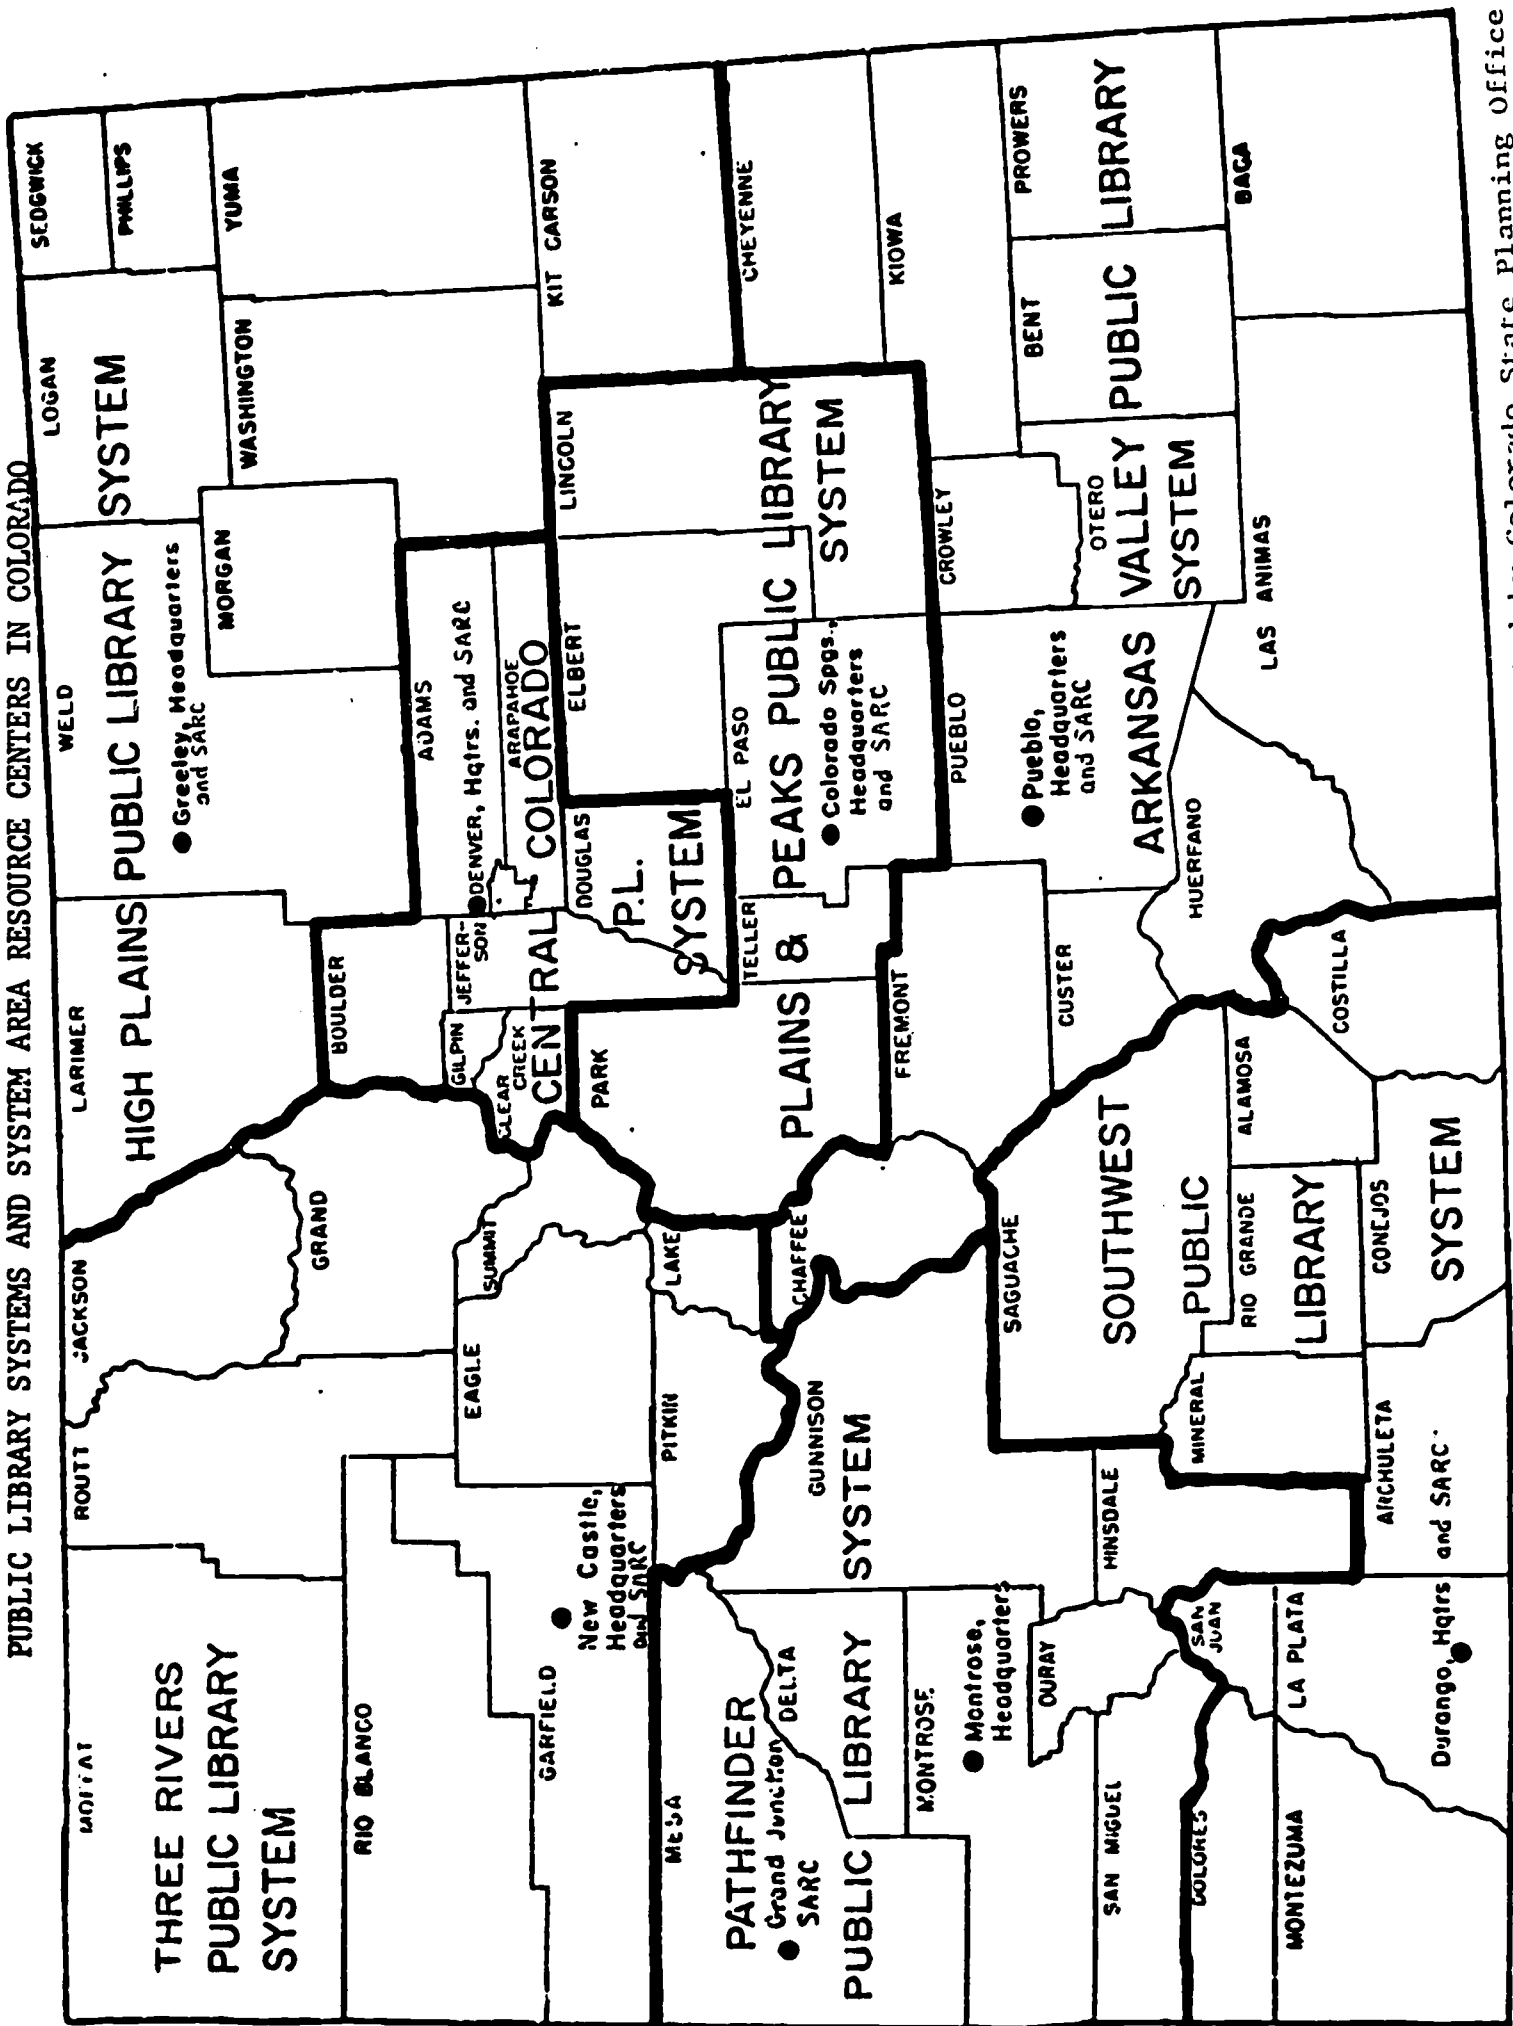 PUBLIC LIBRARY SYSTEMS AND SYSTEM AREA RESOURCE CENTERS IN COLORADO
MOFFAT
ROUTT
JACKSON
LARIMER
WELD
LOGAN
SEDGWICK
PHILLIPS
THREE RIVERS
PUBLIC LIBRARY
SYSTEM
HIGH PLAINS PUBLIC LIBRARY SYSTEM
Greeley, Headquarters
and SARC
MORGAN
WASHINGTON
YUMA
RIO BLANCO
GRAND
BOULDER
ADAMS
GILPIN
JEFFER-
SON
DENVER, Hqtrs. and SARC
ARAPAHOE
CLEAR
CREEK
CENTRAL COLORADO
P.L.
SYSTEM
DOUGLAS
ELBERT
LINCOLN
KIT CARSON
GARFIELD
EAGLE
SUMMIT
New Castle,
Headquarters
and SARC
PITKIN
LAKE
PARK
TELLER
EL PASO
CHEYENNE
PLAINS & PEAKS PUBLIC LIBRARY
SYSTEM
Colorado Spgs.,
Headquarters
and SARC
MESA
PATHFINDER
Grand Junction
SARC
DELTA
PUBLIC LIBRARY SYSTEM
GUNNISON
CHAFFEE
FREMONT
PUEBLO
CROWLEY
KIOWA
MONTROSE
Montrose,
Headquarters
OURAY
SAGUACHE
CUSTER
Pueblo,
Headquarters
and SARC
OTERO
BENT
PROWERS
ARKANSAS VALLEY PUBLIC LIBRARY
SYSTEM
SAN MIGUEL
HINSDALE
SOUTHWEST
PUBLIC
LIBRARY
SYSTEM
HUERFANO
DOLORES
SAN
JUAN
MINERAL
RIO GRANDE
ALAMOSA
LAS ANIMAS
BACA
MONTEZUMA
LA PLATA
ARCHULETA
CONEJOS
COSTILLA
Durango, Hqtrs and SARC
Colorado State Planning Office